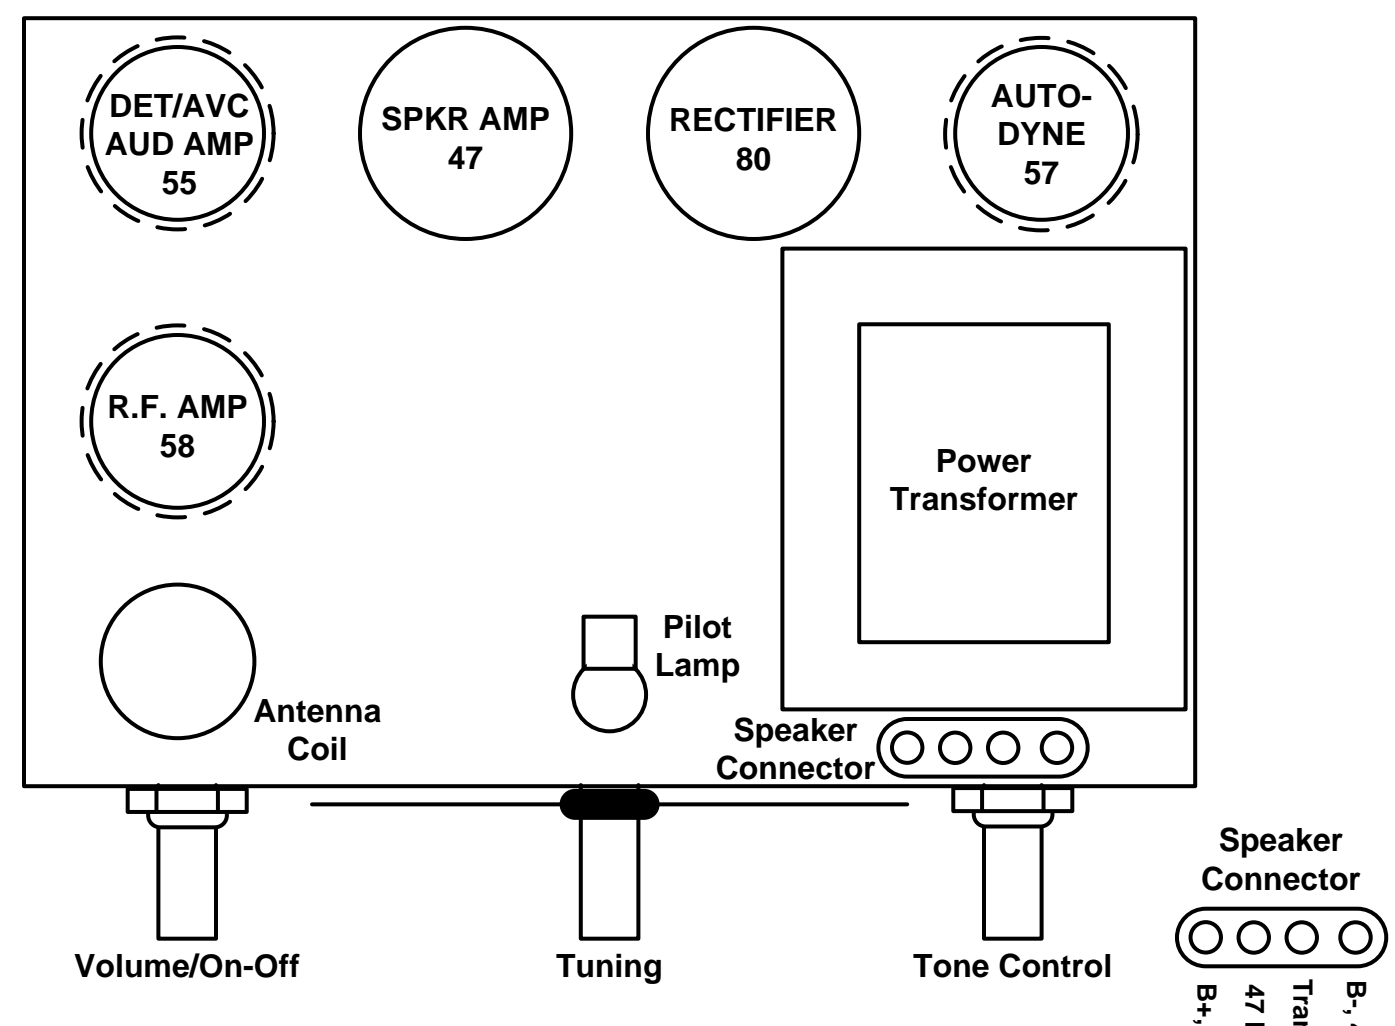 DET/AVC
AUD AMP
55
SPKR AMP
47
RECTIFIER
80
AUTO-
DYNE
57
R.F. AMP
58
Power
Transformer
Pilot
Lamp
Antenna
Coil
Speaker
Connector
Volume/On-Off
Tuning
Tone Control
Speaker
Connector
B+,
47
B-,